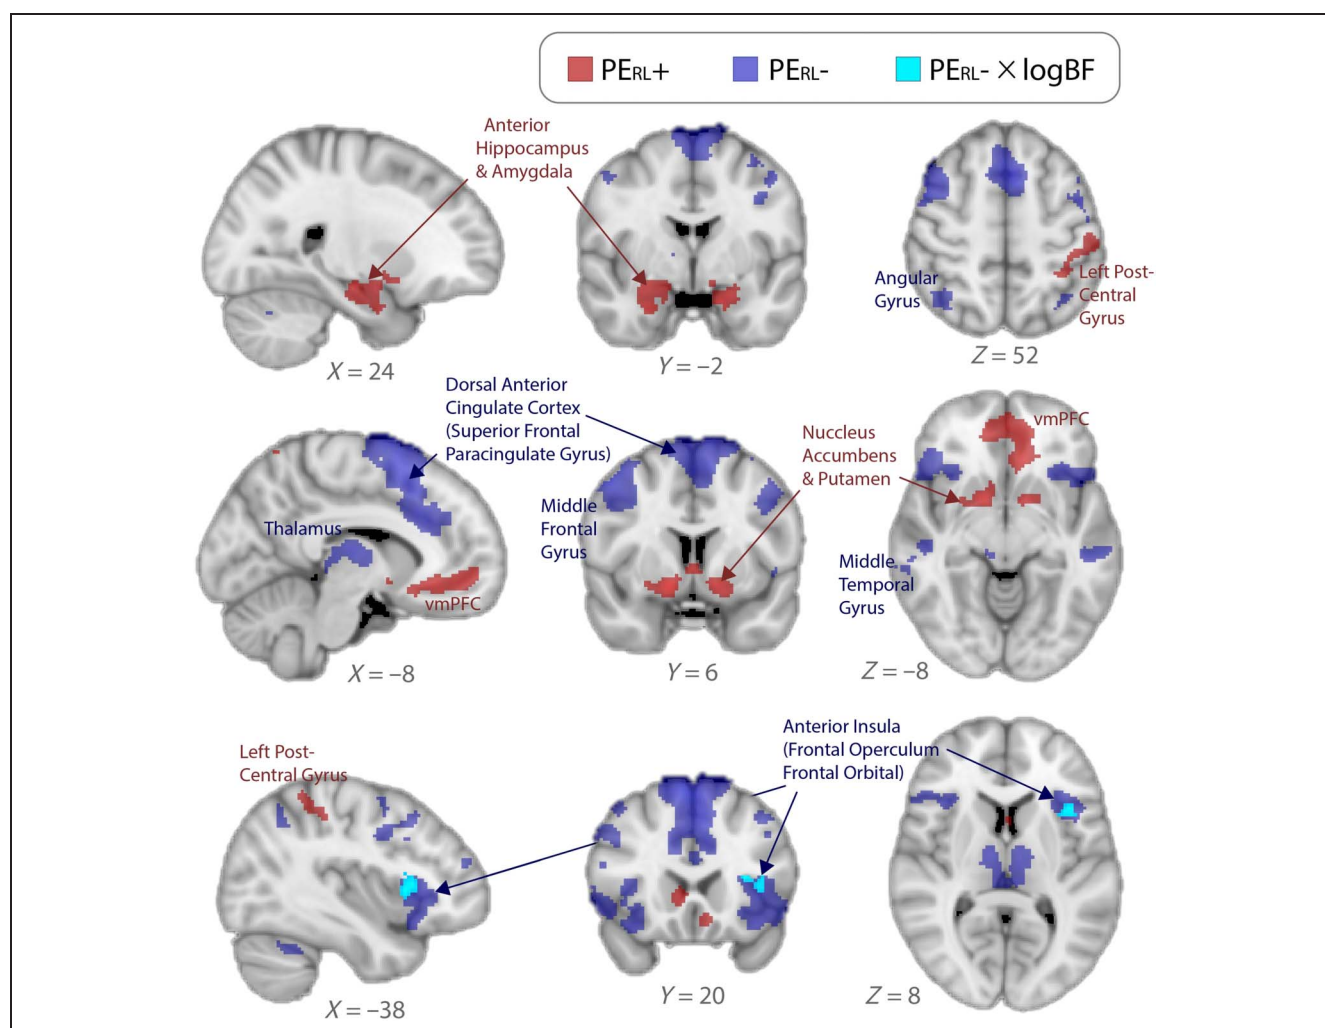 PERL+ PERL- PERL- × logBF
Anterior
Hippocampus
& Amygdala
Angular
Gyrus
Left Post-
Central
Gyrus
X = 24
Y = –2
Z = 52
Dorsal Anterior
Cingulate Cortex
(Superior Frontal
Paracingulate Gyrus)
Thalamus
vmPFC
Middle
Frontal
Gyrus
Nuccleus
Accumbens
& Putamen
vmPFC
Middle
Temporal
Gyrus
X = –8
Y = 6
Z = –8
Left Post-
Central Gyrus
Anterior Insula
(Frontal Operculum
Frontal Orbital)
X = –38
Y = 20
Z = 8